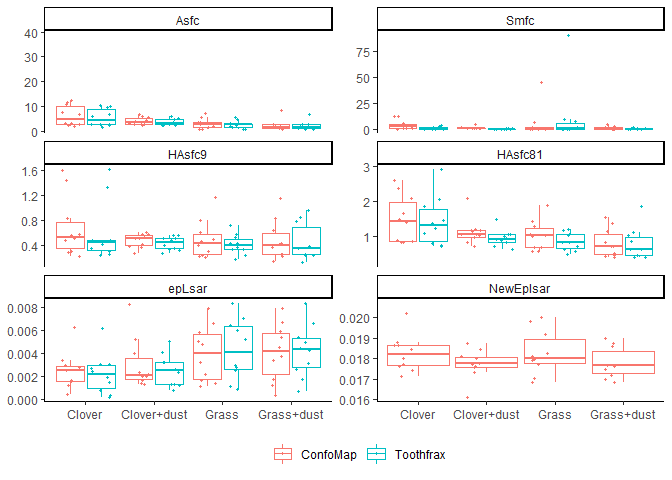 Asfc
Smfc
40
30
20
10
0
75
50
25
0
HAsfc9
HAsfc81
1.6
1.2
0.8
0.4
3
2
1
epLsar
NewEplsar
0.008
0.006
0.004
0.002
0.000
0.020
0.019
0.018
0.017
0.016
Clover Clover+dust Grass Grass+dust
Clover Clover+dust Grass Grass+dust
ConfoMap Toothfrax